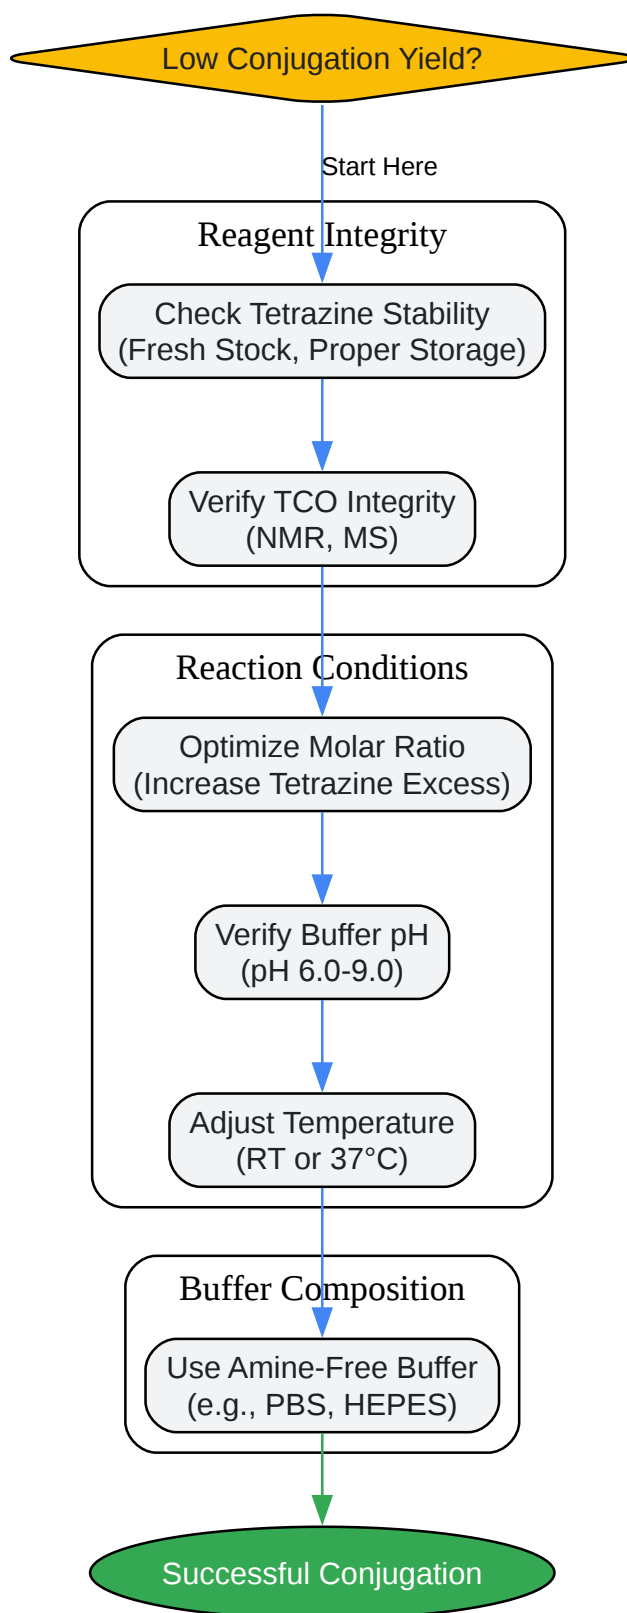 Low Conjugation Yield?
Start Here
Reagent Integrity
Check Tetrazine Stability
(Fresh Stock, Proper Storage)
Verify TCO Integrity
(NMR, MS)
Reaction Conditions
Optimize Molar Ratio
(Increase Tetrazine Excess)
Verify Buffer pH
(pH 6.0-9.0)
Adjust Temperature
(RT or 37°C)
Buffer Composition
Use Amine-Free Buffer
(e.g., PBS, HEPES)
Successful Conjugation